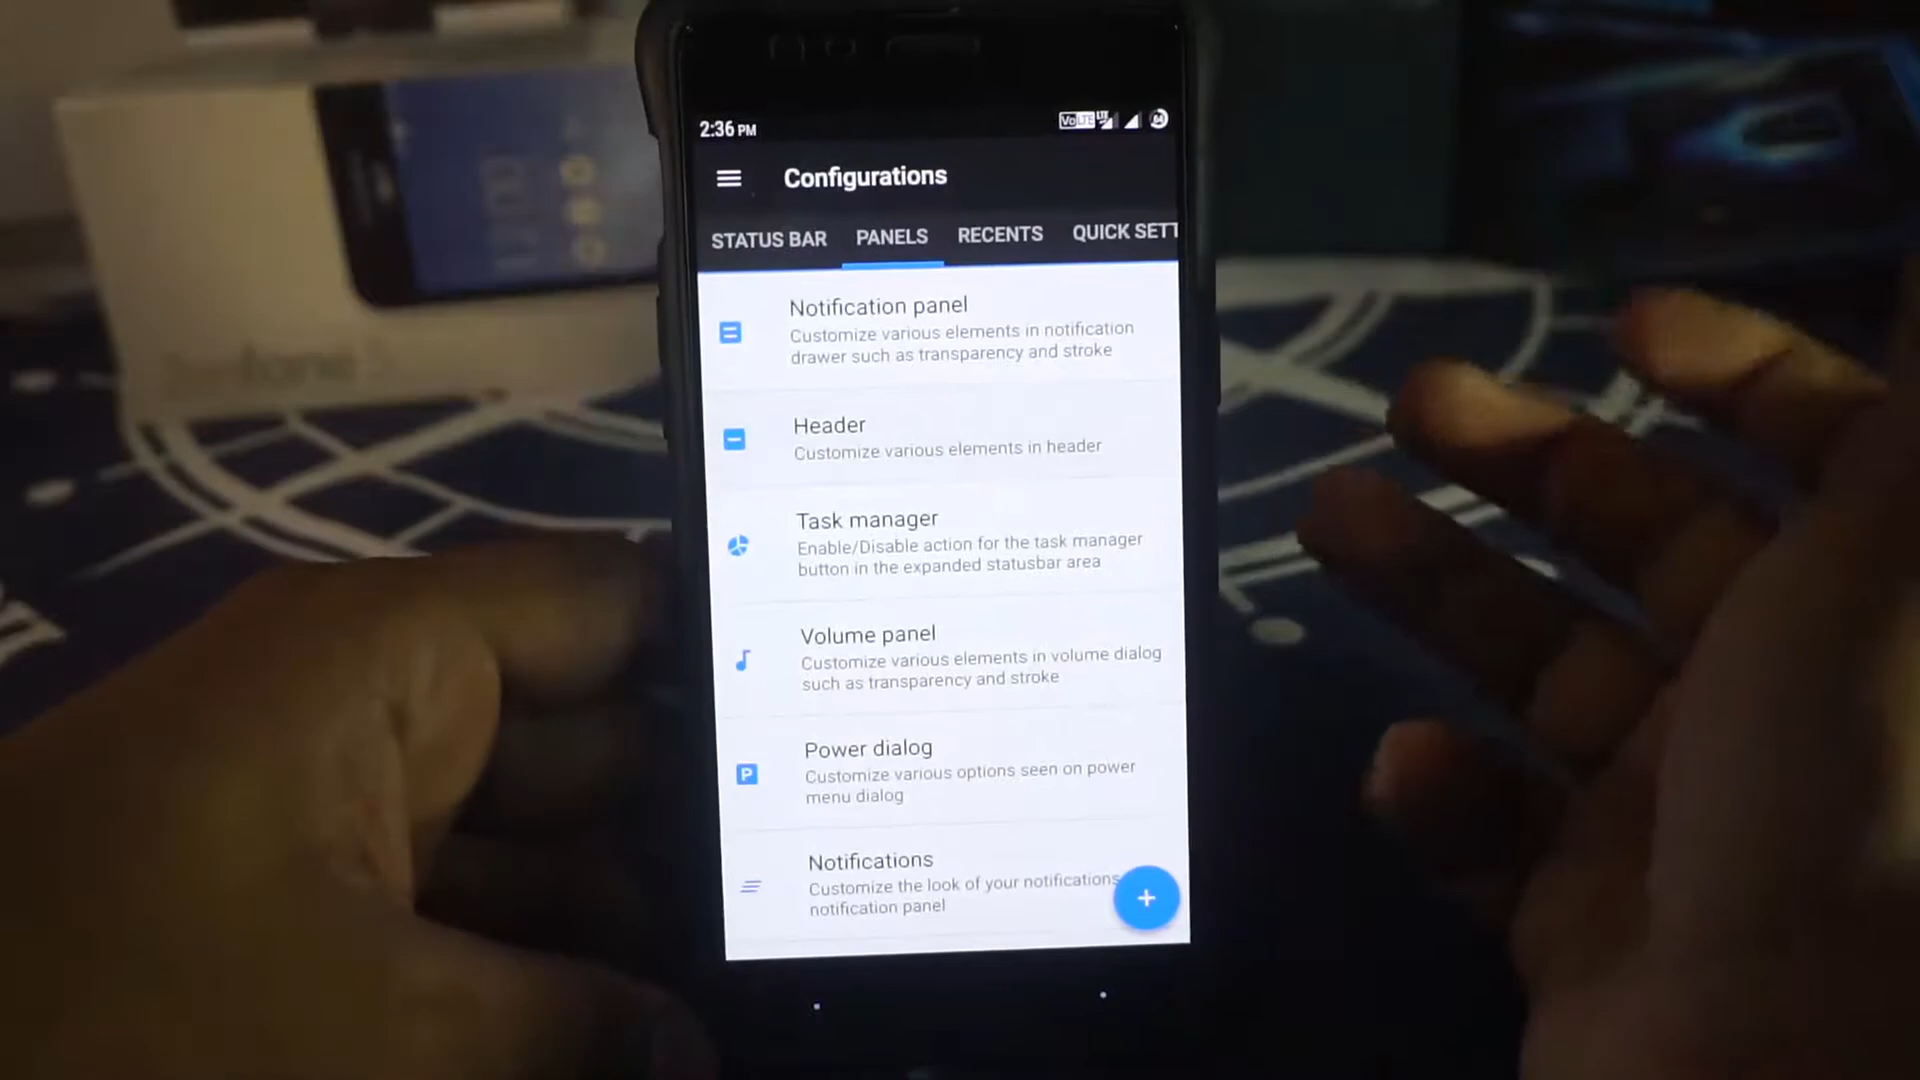 2:36 PM
VoLTE LTE 64
Configurations
STATUS BAR PANELS RECENTS QUICK SETT
Notification panel
Customize various elements in notification
drawer such as transparency and stroke
Header
Customize various elements in header
Task manager
Enable/Disable action for the task manager
button in the expanded statusbar area
Volume panel
Customize various elements in volume dialog
such as transparency and stroke
Power dialog
P
Customize various options seen on power
menu dialog
Notifications
Customize the look of your notifications
notification panel